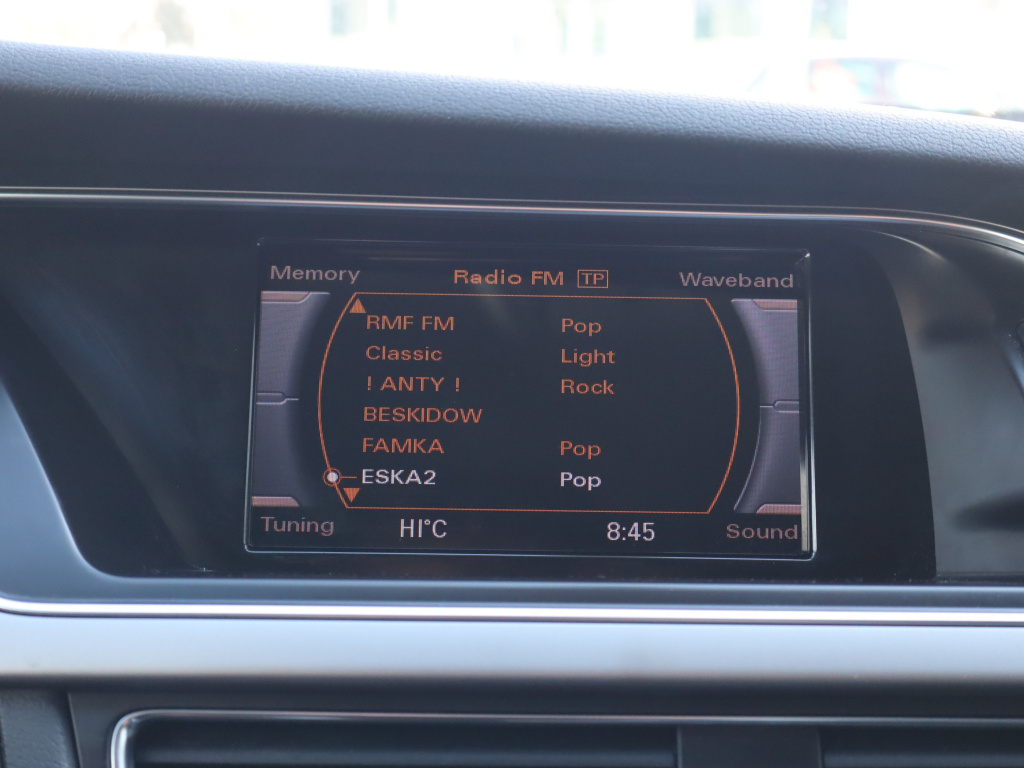 Memory Radio FM TP Waveband
RMF FM Pop
Classic Light
! ANTY ! Rock
BESKIDOW
FAMKA Pop
ESKA2 Pop
Tuning HI°C 8:45 Sound